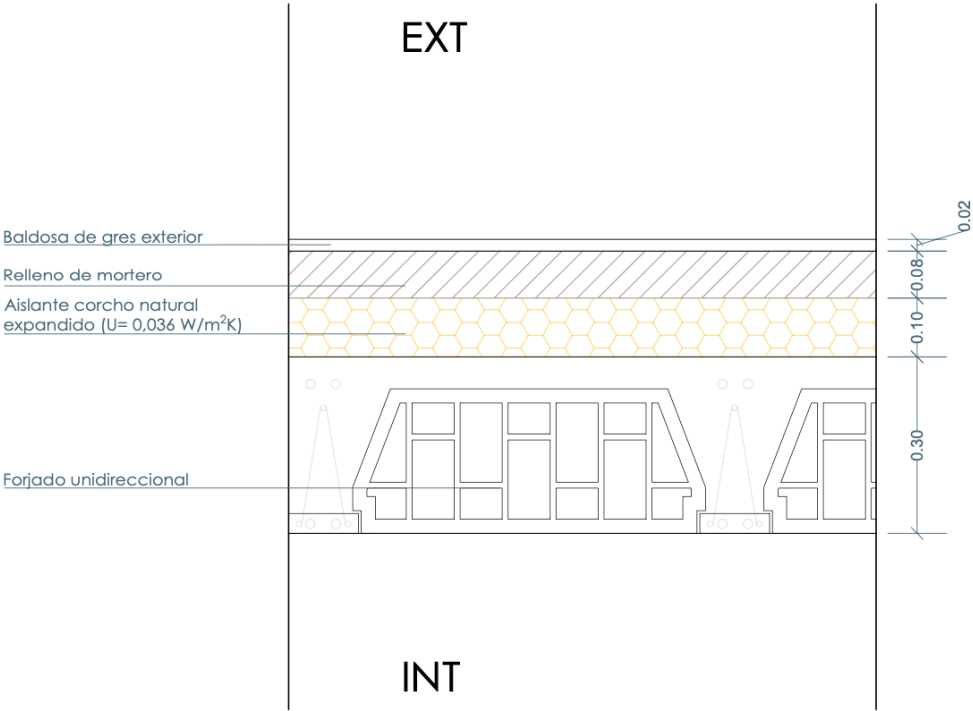 EXT
0.02
Baldosa de gres exterior
Relleno de mortero
0.08
Aislante corcho natural
expandido (U= 0,036 W/m²K)
0.10
0.30
Forjado unidireccional
INT